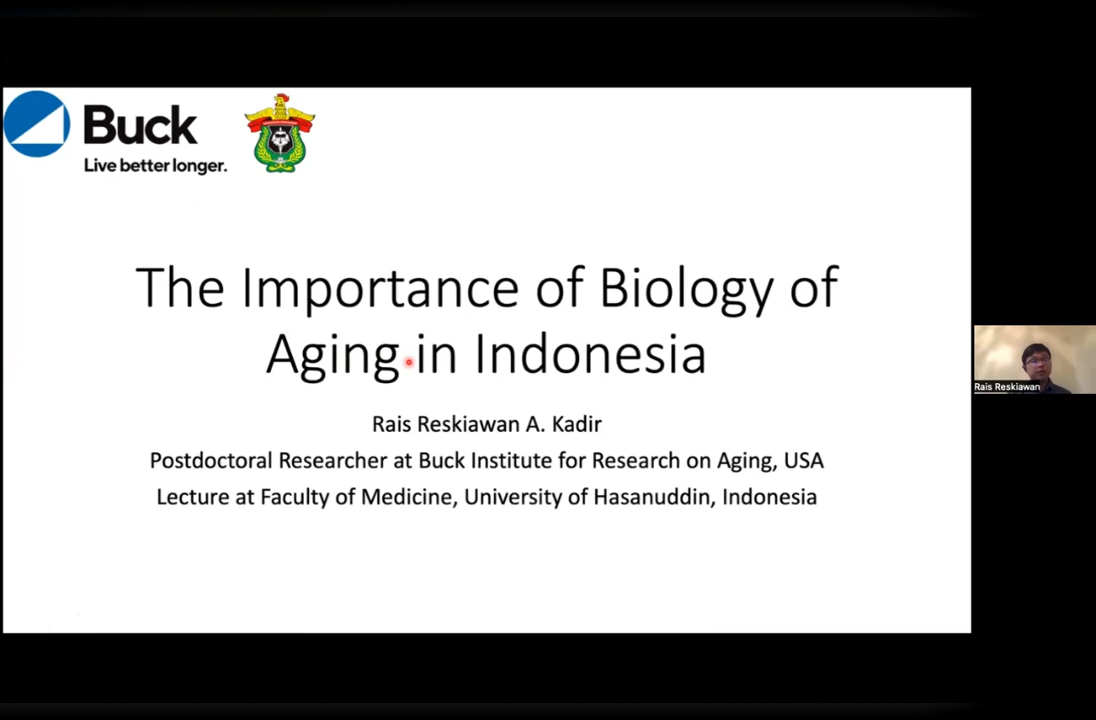 Buck
Live better longer.
The Importance of Biology of
Aging in Indonesia
Rais Reskiawan A. Kadir
Postdoctoral Researcher at Buck Institute for Research on Aging, USA
Lecture at Faculty of Medicine, University of Hasanuddin, Indonesia
Rais Reskiawan